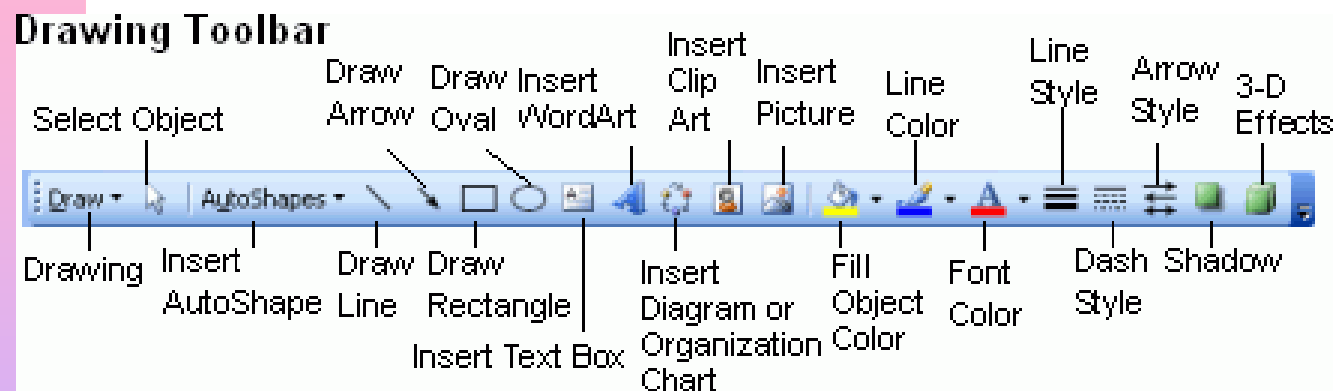 Drawing Toolbar
Select Object
Draw
Arrow
Draw
Oval
Insert
WordArt
Insert
Clip
Art
Insert
Picture
Line
Color
Line
Style
Arrow
Style
3-D
Effects
Draw AutoShapes A
Drawing
Insert
AutoShape
Draw
Line
Draw
Rectangle
Insert Text Box
Insert
Diagram or
Organization
Chart
Fill
Object
Color
Font
Color
Dash
Style
Shadow